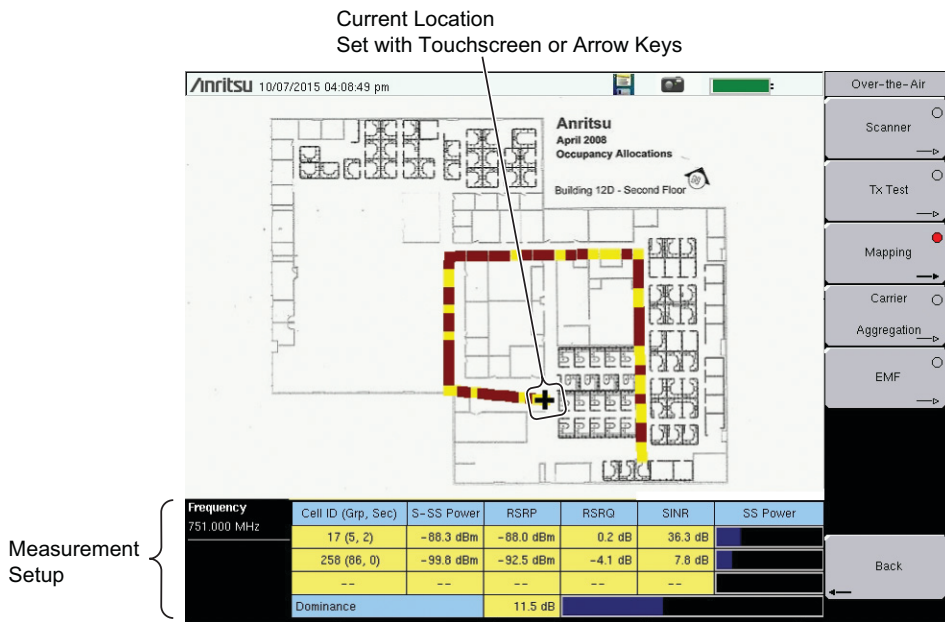 Current Location
Set with Touchscreen or Arrow Keys
Anritsu 10/07/2015 04:08:49 pm
Over-the-Air
Scanner
Tx Test
Mapping
Carrier
Aggregation
EMF
Back
Anritsu
April 2008
Occupancy Allocations
Building 12D - Second Floor
Measurement
Setup
Frequency
751.000 MHz
Cell ID (Grp, Sec) S-SS Power RSRP RSRQ SINR SS Power
17 (5, 2) -88.3 dBm -88.0 dBm 0.2 dB 36.3 dB
258 (86, 0) -99.8 dBm -92.5 dBm -4.1 dB 7.8 dB
-- -- -- -- --
Dominance 11.5 dB